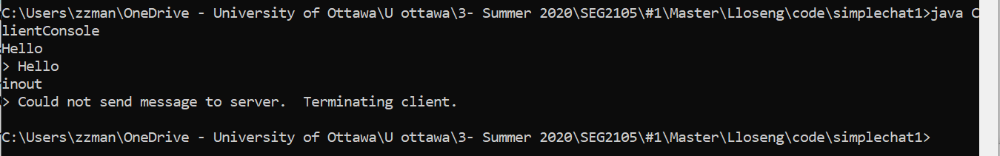 C:\Users\zzman\OneDrive - University of Ottawa\U ottawa\3- Summer 2020\SEG2105\#1\Master\Lloseng\code\simplechat1>java C
lientConsole
Hello
> Hello
inout
> Could not send message to server.  Terminating client.
C:\Users\zzman\OneDrive - University of Ottawa\U ottawa\3- Summer 2020\SEG2105\#1\Master\Lloseng\code\simplechat1>